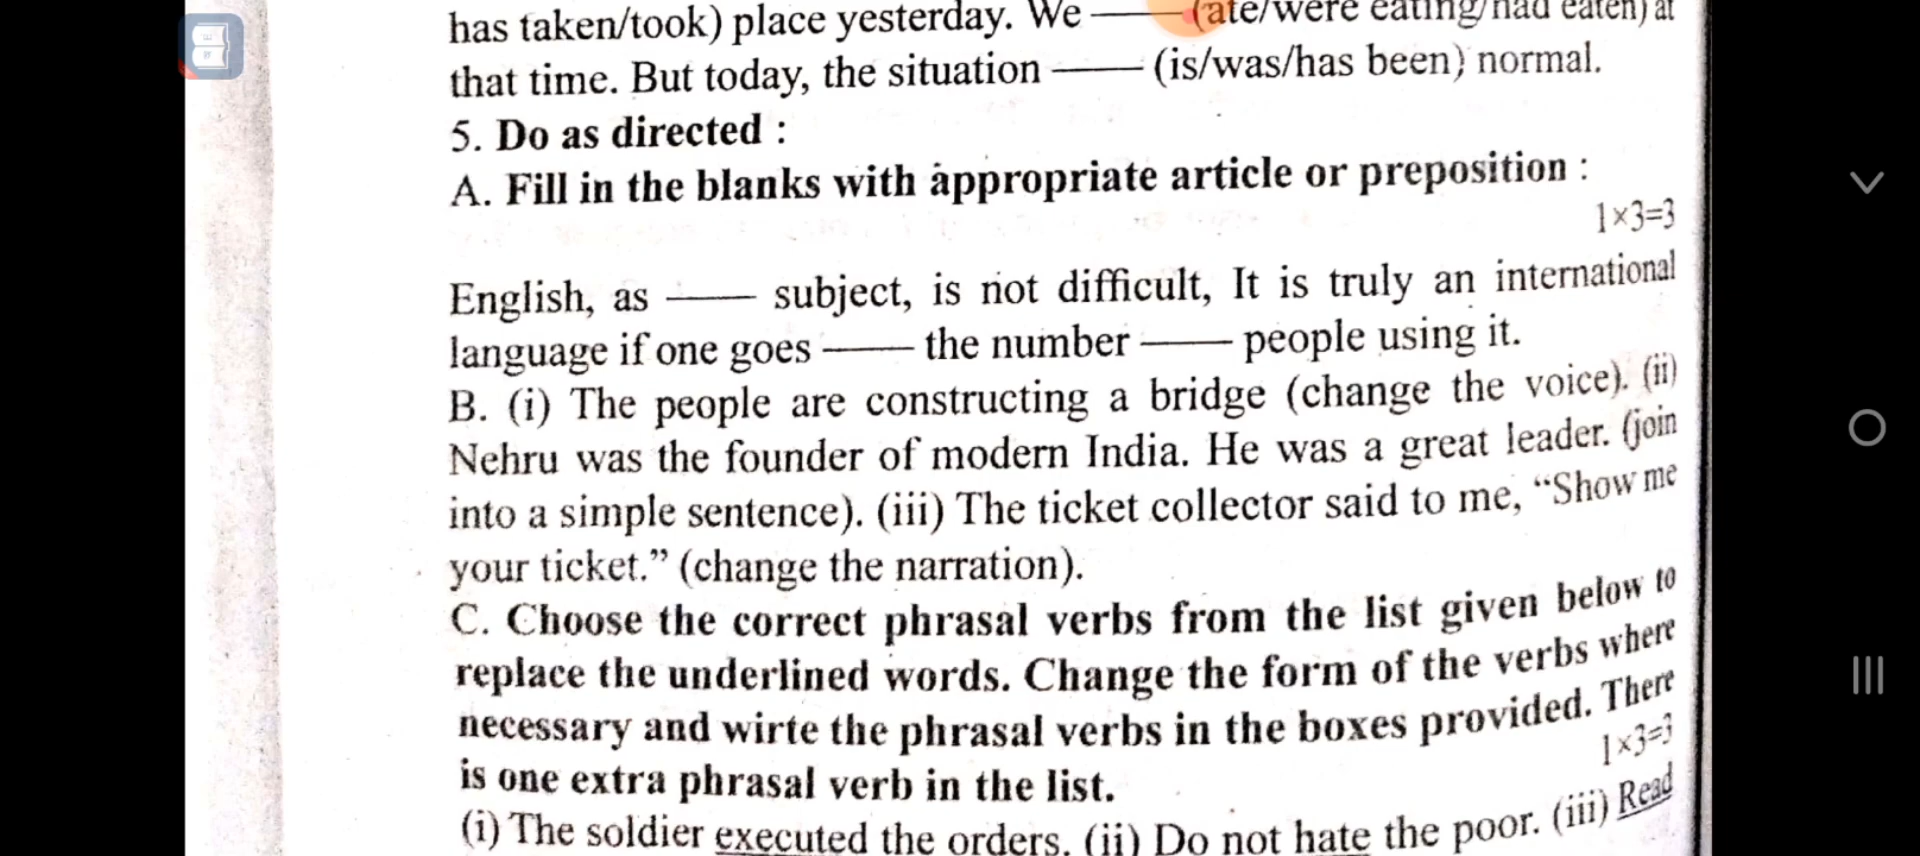 has taken/took) place yesterday. We —— (ate/were eating/had eaten) at
that time. But today, the situation —— (is/was/has been) normal.
5. Do as directed :
A. Fill in the blanks with appropriate article or preposition :
1×3=3
English, as —— subject, is not difficult, It is truly an international
language if one goes —— the number —— people using it.
B. (i) The people are constructing a bridge (change the voice). (ii)
Nehru was the founder of modern India. He was a great leader. (join
into a simple sentence). (iii) The ticket collector said to me, “Show me
your ticket.” (change the narration).
C. Choose the correct phrasal verbs from the list given below to
replace the underlined words. Change the form of the verbs where
necessary and wirte the phrasal verbs in the boxes provided. There
is one extra phrasal verb in the list.
1×3=3
(i) The soldier executed the orders. (ii) Do not hate the poor. (iii) Read